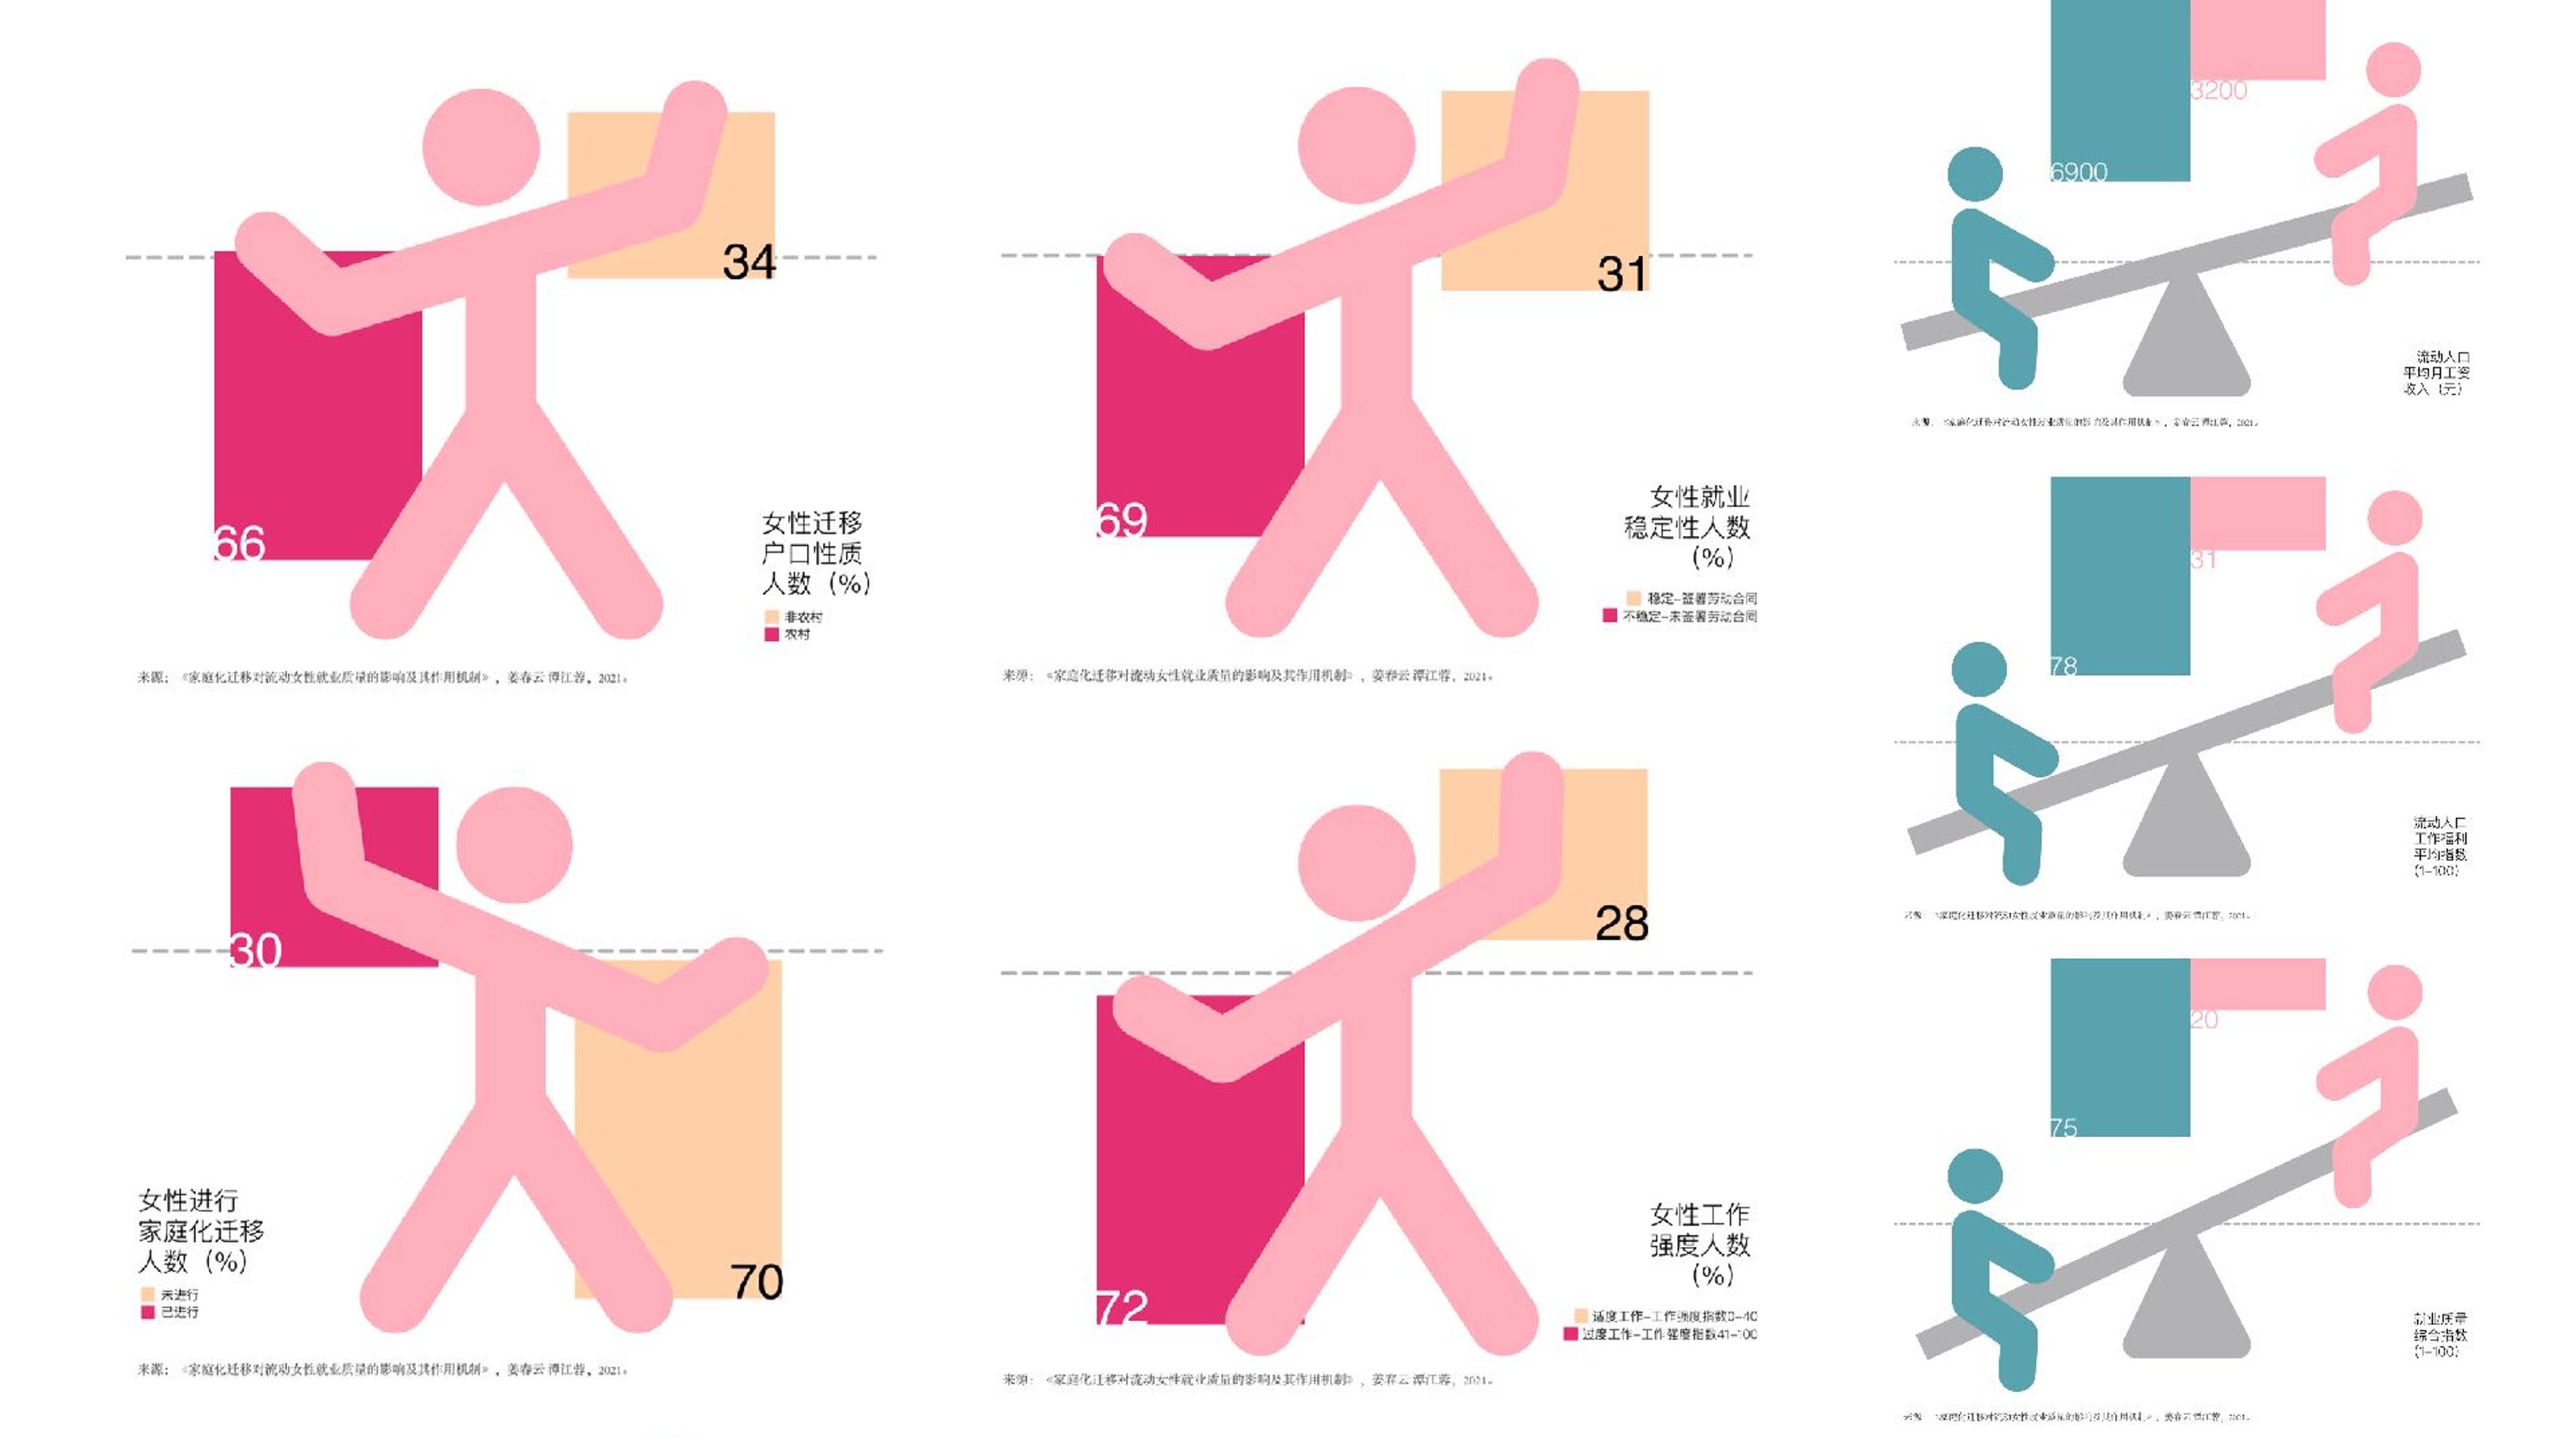 34
66
女性迁移
户口性质
人数（%）
非农村
农村
来源：《家庭化迁移对流动女性就业质量的影响及其作用机制》，姜春云 谭江蓉，2021。
31
69
女性就业
稳定性人数
（%）
稳定-签署劳动合同
不稳定-未签署劳动合同
来源：《家庭化迁移对流动女性就业质量的影响及其作用机制》，姜春云 谭江蓉，2021。
30
70
女性进行
家庭化迁移
人数（%）
未进行
已进行
来源：《家庭化迁移对流动女性就业质量的影响及其作用机制》，姜春云 谭江蓉，2021。
28
72
女性工作
强度人数
（%）
适度工作-工作强度指数0-40
过度工作-工作强度指数41-100
来源：《家庭化迁移对流动女性就业质量的影响及其作用机制》，姜春云 谭江蓉，2021。
3200
6900
流动人口
平均月工资
收入（元）
来源：《家庭化迁移对流动女性就业质量的影响及其作用机制》，姜春云 谭江蓉，2021。
31
78
流动人口
工作福利
平均指数
(1-100)
来源：《家庭化迁移对流动女性就业质量的影响及其作用机制》，姜春云 谭江蓉，2021。
20
75
就业质量
综合指数
(1-100)
来源：《家庭化迁移对流动女性就业质量的影响及其作用机制》，姜春云 谭江蓉，2021。